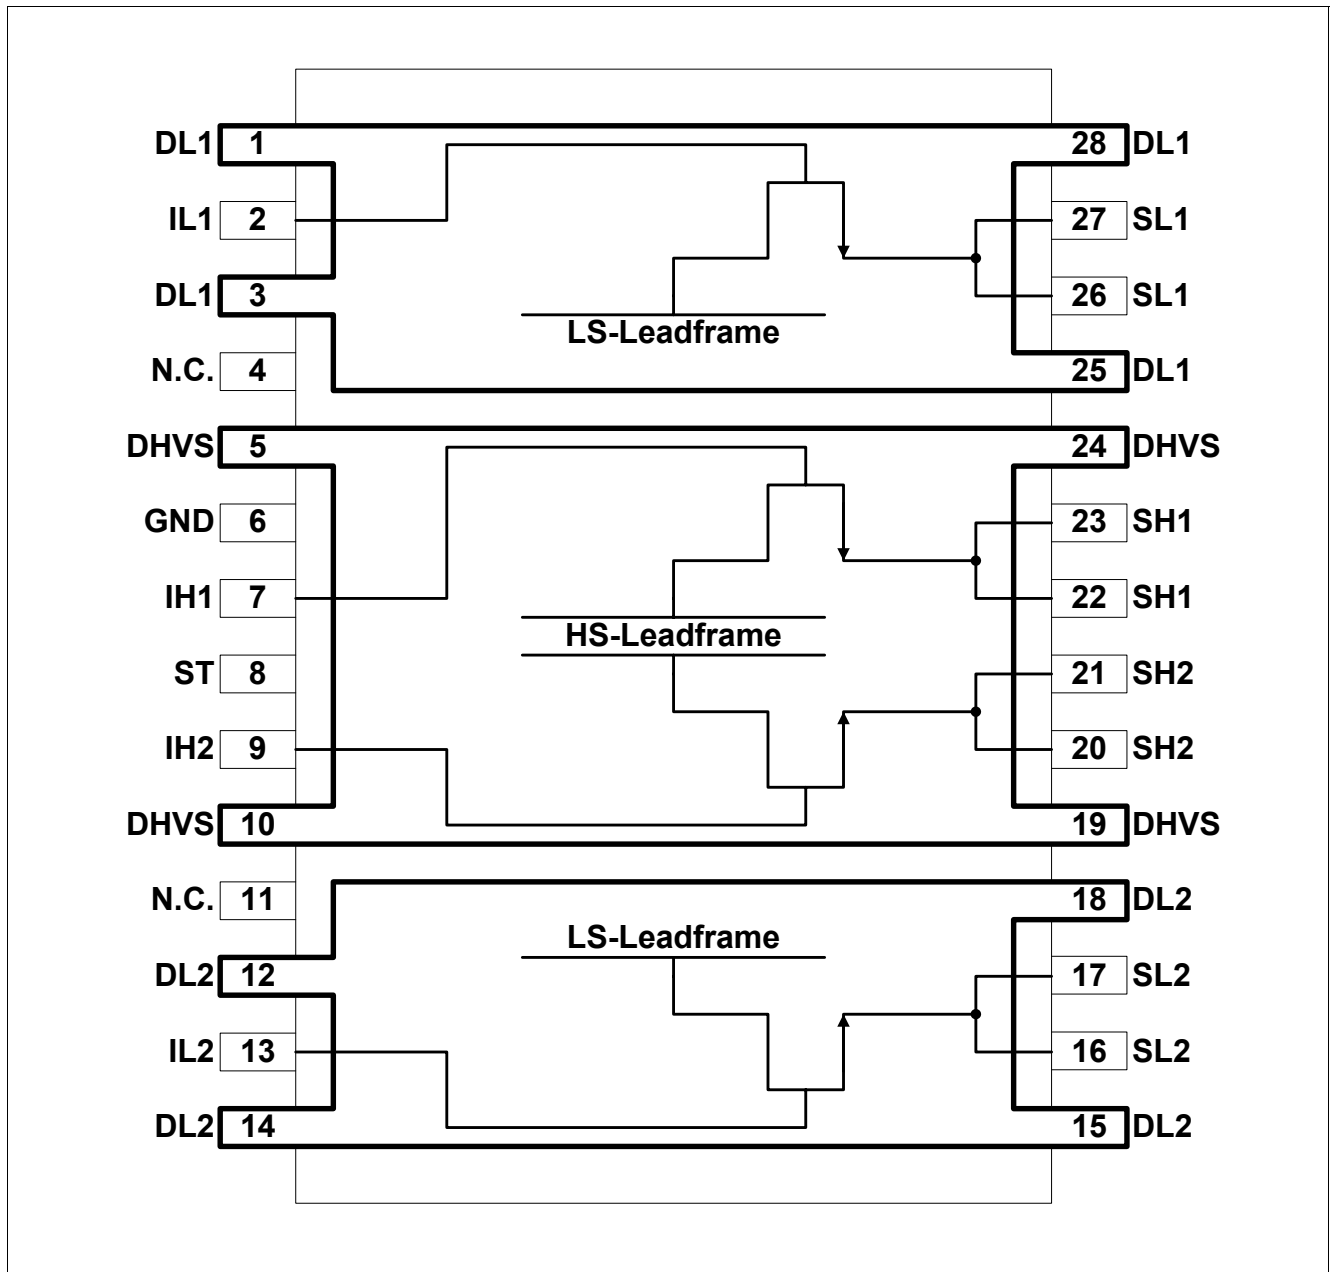 DL1 1 28 DL1
IL1 2 27 SL1
DL1 3 26 SL1
LS-Leadframe
N.C. 4 25 DL1
DHVS 5 24 DHVS
GND 6 23 SH1
IH1 7 22 SH1
HS-Leadframe
ST 8 21 SH2
IH2 9 20 SH2
DHVS 10 19 DHVS
N.C. 11 18 DL2
LS-Leadframe
DL2 12 17 SL2
IL2 13 16 SL2
DL2 14 15 DL2